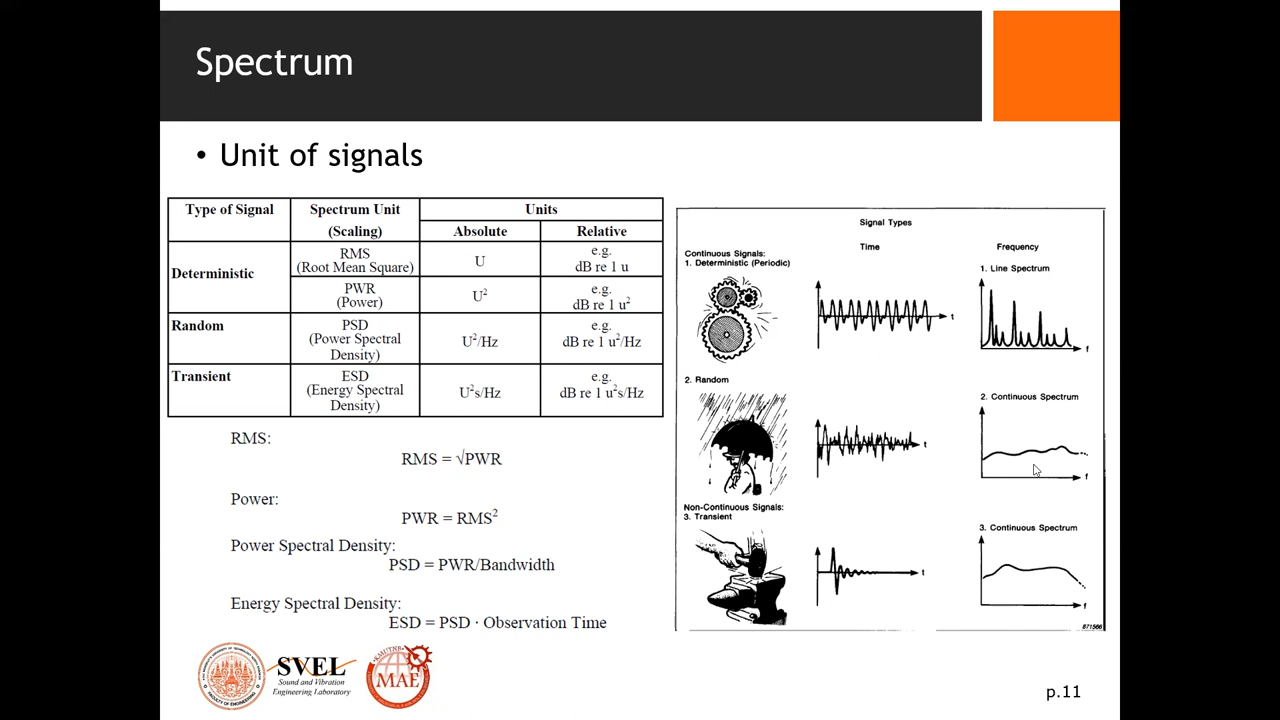 Spectrum
• Unit of signals
Type of Signal
Spectrum Unit
(Scaling)
Units
Absolute
Relative
Deterministic
RMS
(Root Mean Square)
U
e.g.
dB re 1 u
PWR
(Power)
U²
e.g.
dB re 1 u²
Random
PSD
(Power Spectral
Density)
U²/Hz
e.g.
dB re 1 u²/Hz
Transient
ESD
(Energy Spectral
Density)
U²s/Hz
e.g.
dB re 1 u²s/Hz
RMS:
RMS = √PWR
Power:
PWR = RMS²
Power Spectral Density:
PSD = PWR/Bandwidth
Energy Spectral Density:
ESD = PSD · Observation Time
Signal Types
Time
Frequency
Continuous Signals:
1. Deterministic (Periodic)
1. Line Spectrum
t
f
2. Random
2. Continuous Spectrum
t
f
Non-Continuous Signals:
3. Transient
3. Continuous Spectrum
t
f
871566
SVEL
Sound and Vibration
Engineering Laboratory
KMUTNB
MAE
p.11